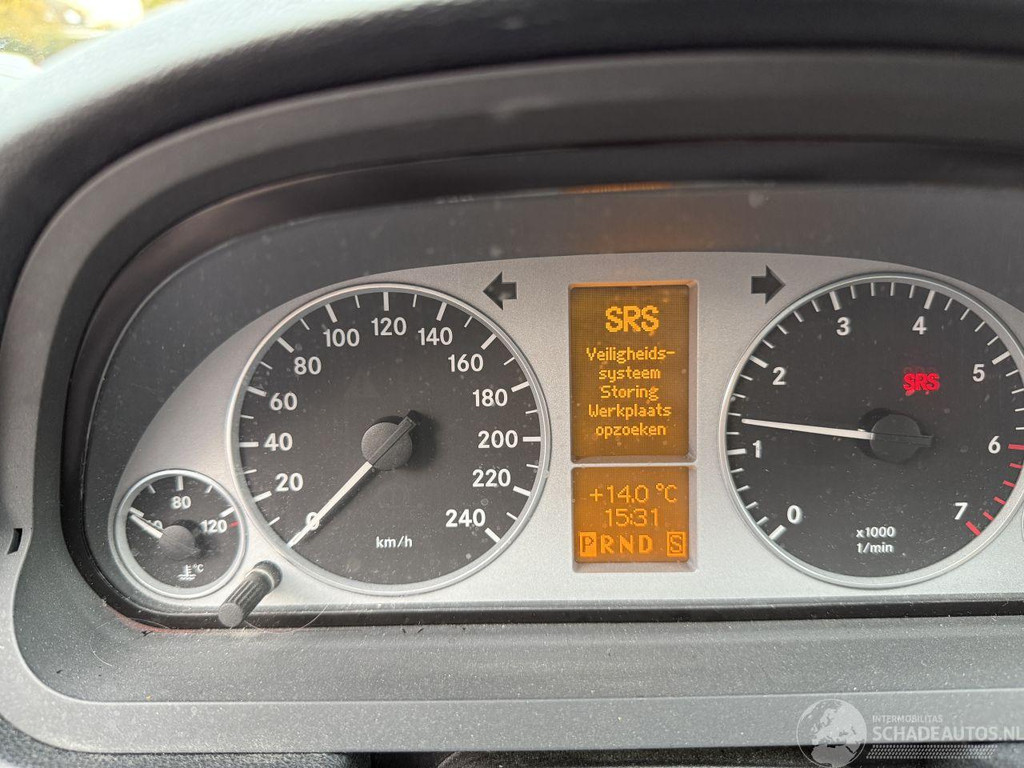 SRS
Veiligheids-
systeem
Storing
Werkplaats
opzoeken
+14.0 °C
15:31
PRND S
0 20 40 60 80 100 120 140 160 180 200 220 240
km/h
80 120
°C
0 1 2 3 4 5 6 7
SRS
x1000
1/min
INTERMOBILITAS
SCHADEAUTOS.NL